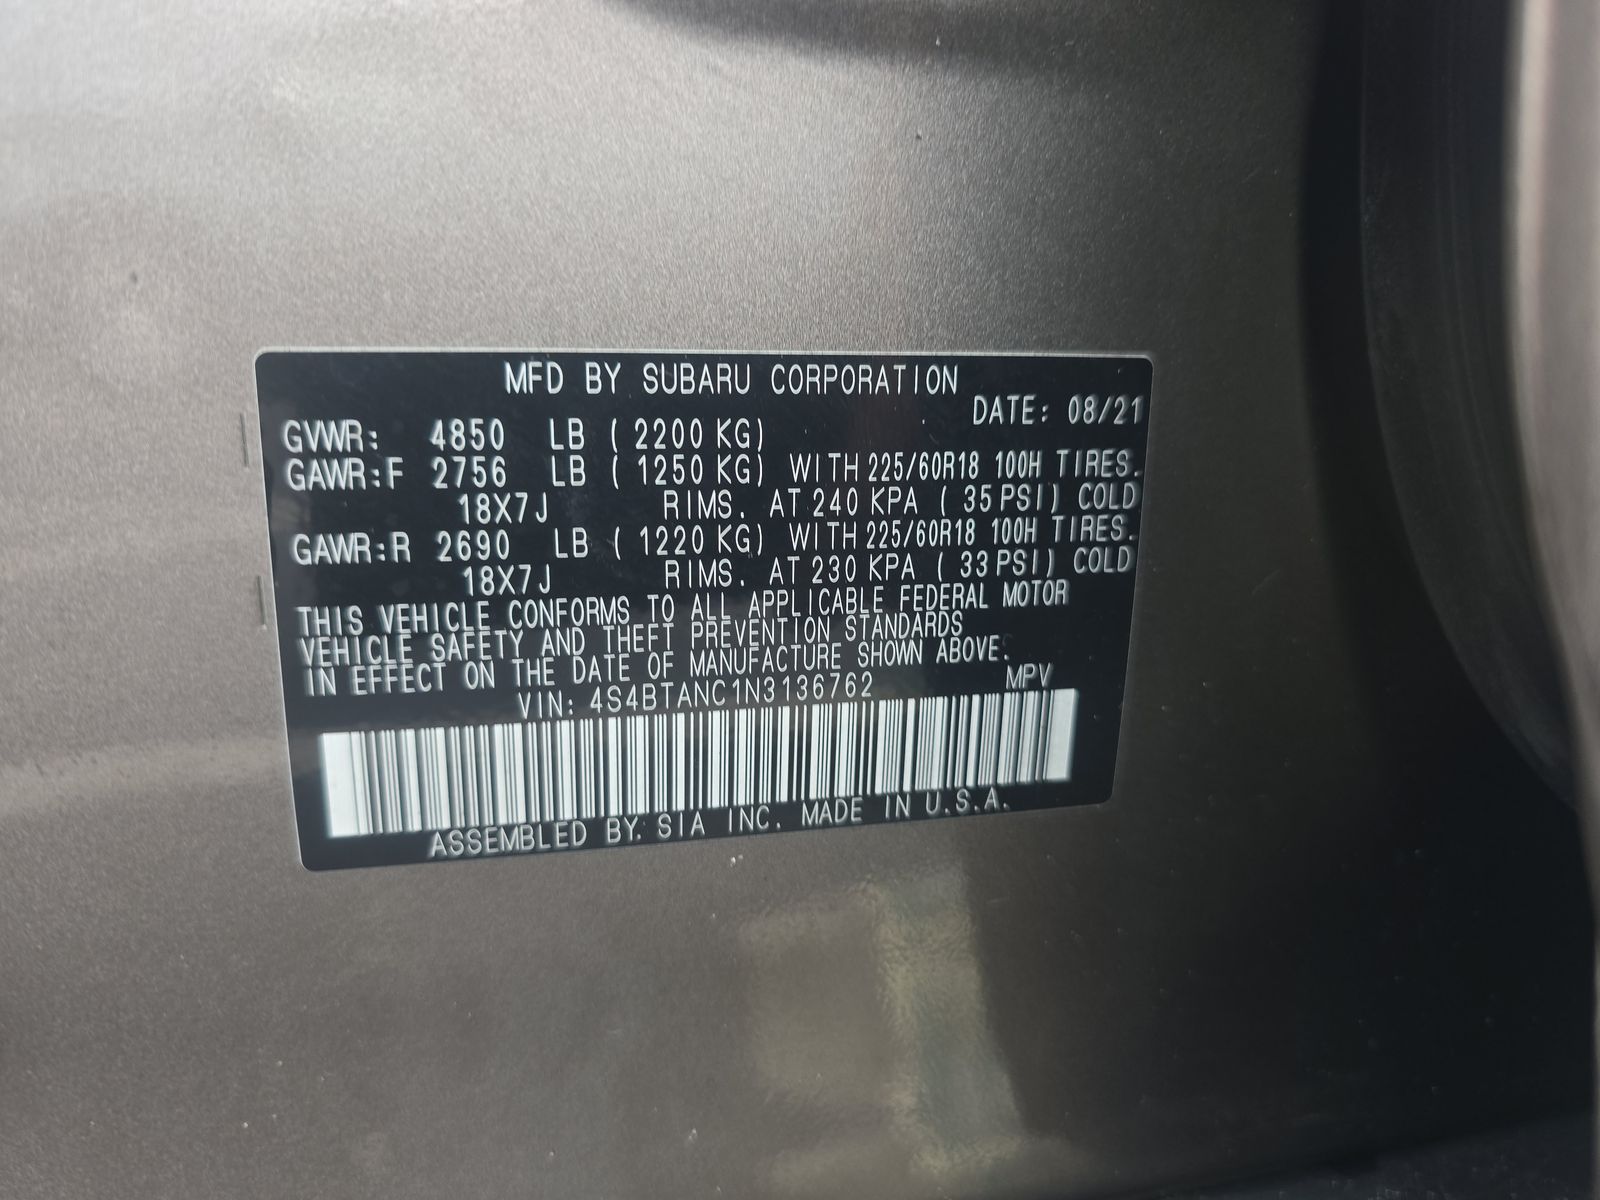 MFD BY SUBARU CORPORATION
DATE: 08/21
GVWR: 4850 LB ( 2200 KG)
GAWR:F 2756 LB ( 1250 KG) WITH 225/60R18 100H TIRES.
18X7J RIMS. AT 240 KPA ( 35 PSI) COLD
GAWR:R 2690 LB ( 1220 KG) WITH 225/60R18 100H TIRES.
18X7J RIMS. AT 230 KPA ( 33 PSI) COLD
THIS VEHICLE CONFORMS TO ALL APPLICABLE FEDERAL MOTOR
VEHICLE SAFETY AND THEFT PREVENTION STANDARDS
IN EFFECT ON THE DATE OF MANUFACTURE SHOWN ABOVE.
VIN: 4S4BTANC1N3136762 MPV
ASSEMBLED BY. SIA INC. MADE IN U.S.A.